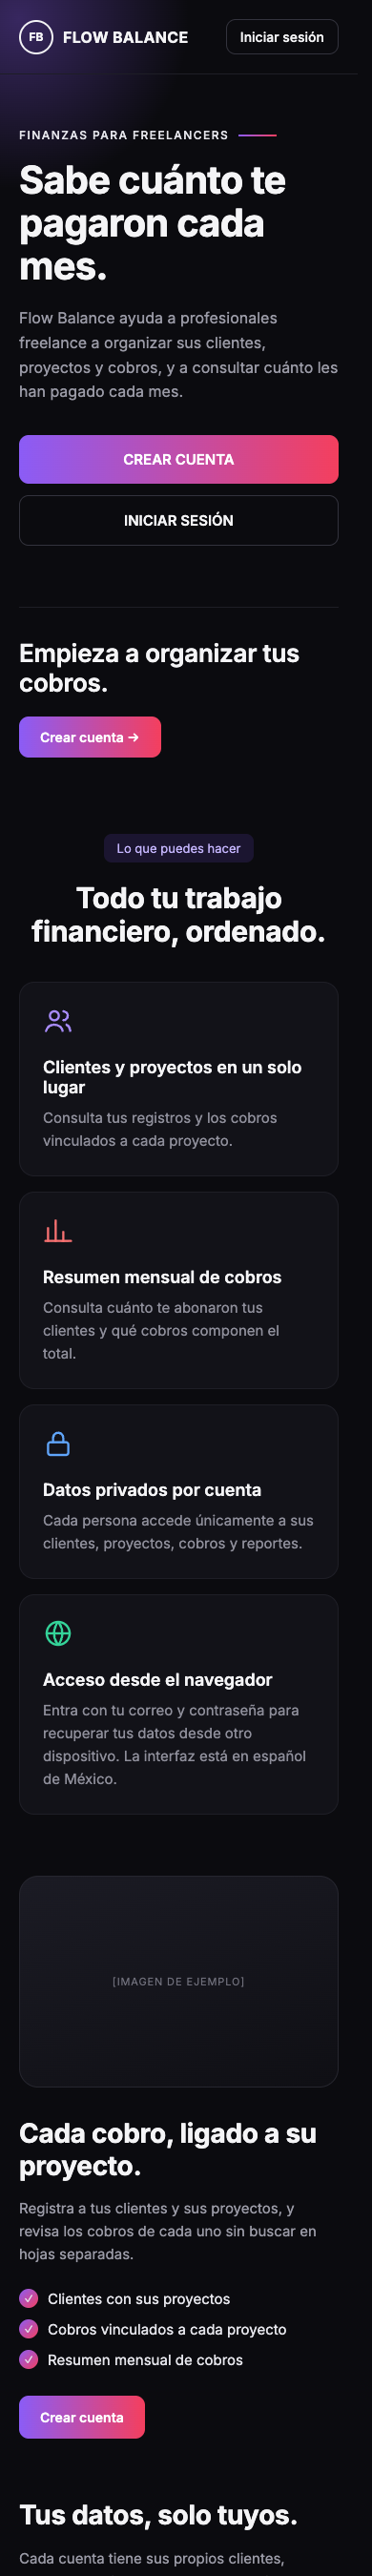 FB FLOW BALANCE
Iniciar sesión
FINANZAS PARA FREELANCERS
Sabe cuánto te
pagaron cada
mes.
Flow Balance ayuda a profesionales
freelance a organizar sus clientes,
proyectos y cobros, y a consultar cuánto les
han pagado cada mes.
CREAR CUENTA
INICIAR SESIÓN
Empieza a organizar tus
cobros.
Crear cuenta →
Lo que puedes hacer
Todo tu trabajo
financiero, ordenado.
Clientes y proyectos en un solo
lugar
Consulta tus registros y los cobros
vinculados a cada proyecto.
Resumen mensual de cobros
Consulta cuánto te abonaron tus
clientes y qué cobros componen el
total.
Datos privados por cuenta
Cada persona accede únicamente a sus
clientes, proyectos, cobros y reportes.
Acceso desde el navegador
Entra con tu correo y contraseña para
recuperar tus datos desde otro
dispositivo. La interfaz está en español
de México.
[IMAGEN DE EJEMPLO]
Cada cobro, ligado a su
proyecto.
Registra a tus clientes y sus proyectos, y
revisa los cobros de cada uno sin buscar en
hojas separadas.
Clientes con sus proyectos
Cobros vinculados a cada proyecto
Resumen mensual de cobros
Crear cuenta
Tus datos, solo tuyos.
Cada cuenta tiene sus propios clientes,